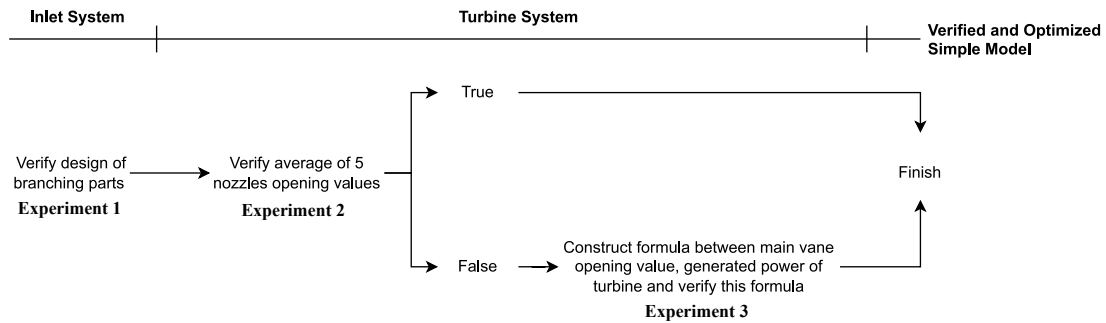 Inlet System
Turbine System
Verified and Optimized
Simple Model
True
Verify design of
branching parts
Experiment 1
Verify average of 5
nozzles opening values
Experiment 2
Finish
False
Construct formula between main vane
opening value, generated power of
turbine and verify this formula
Experiment 3